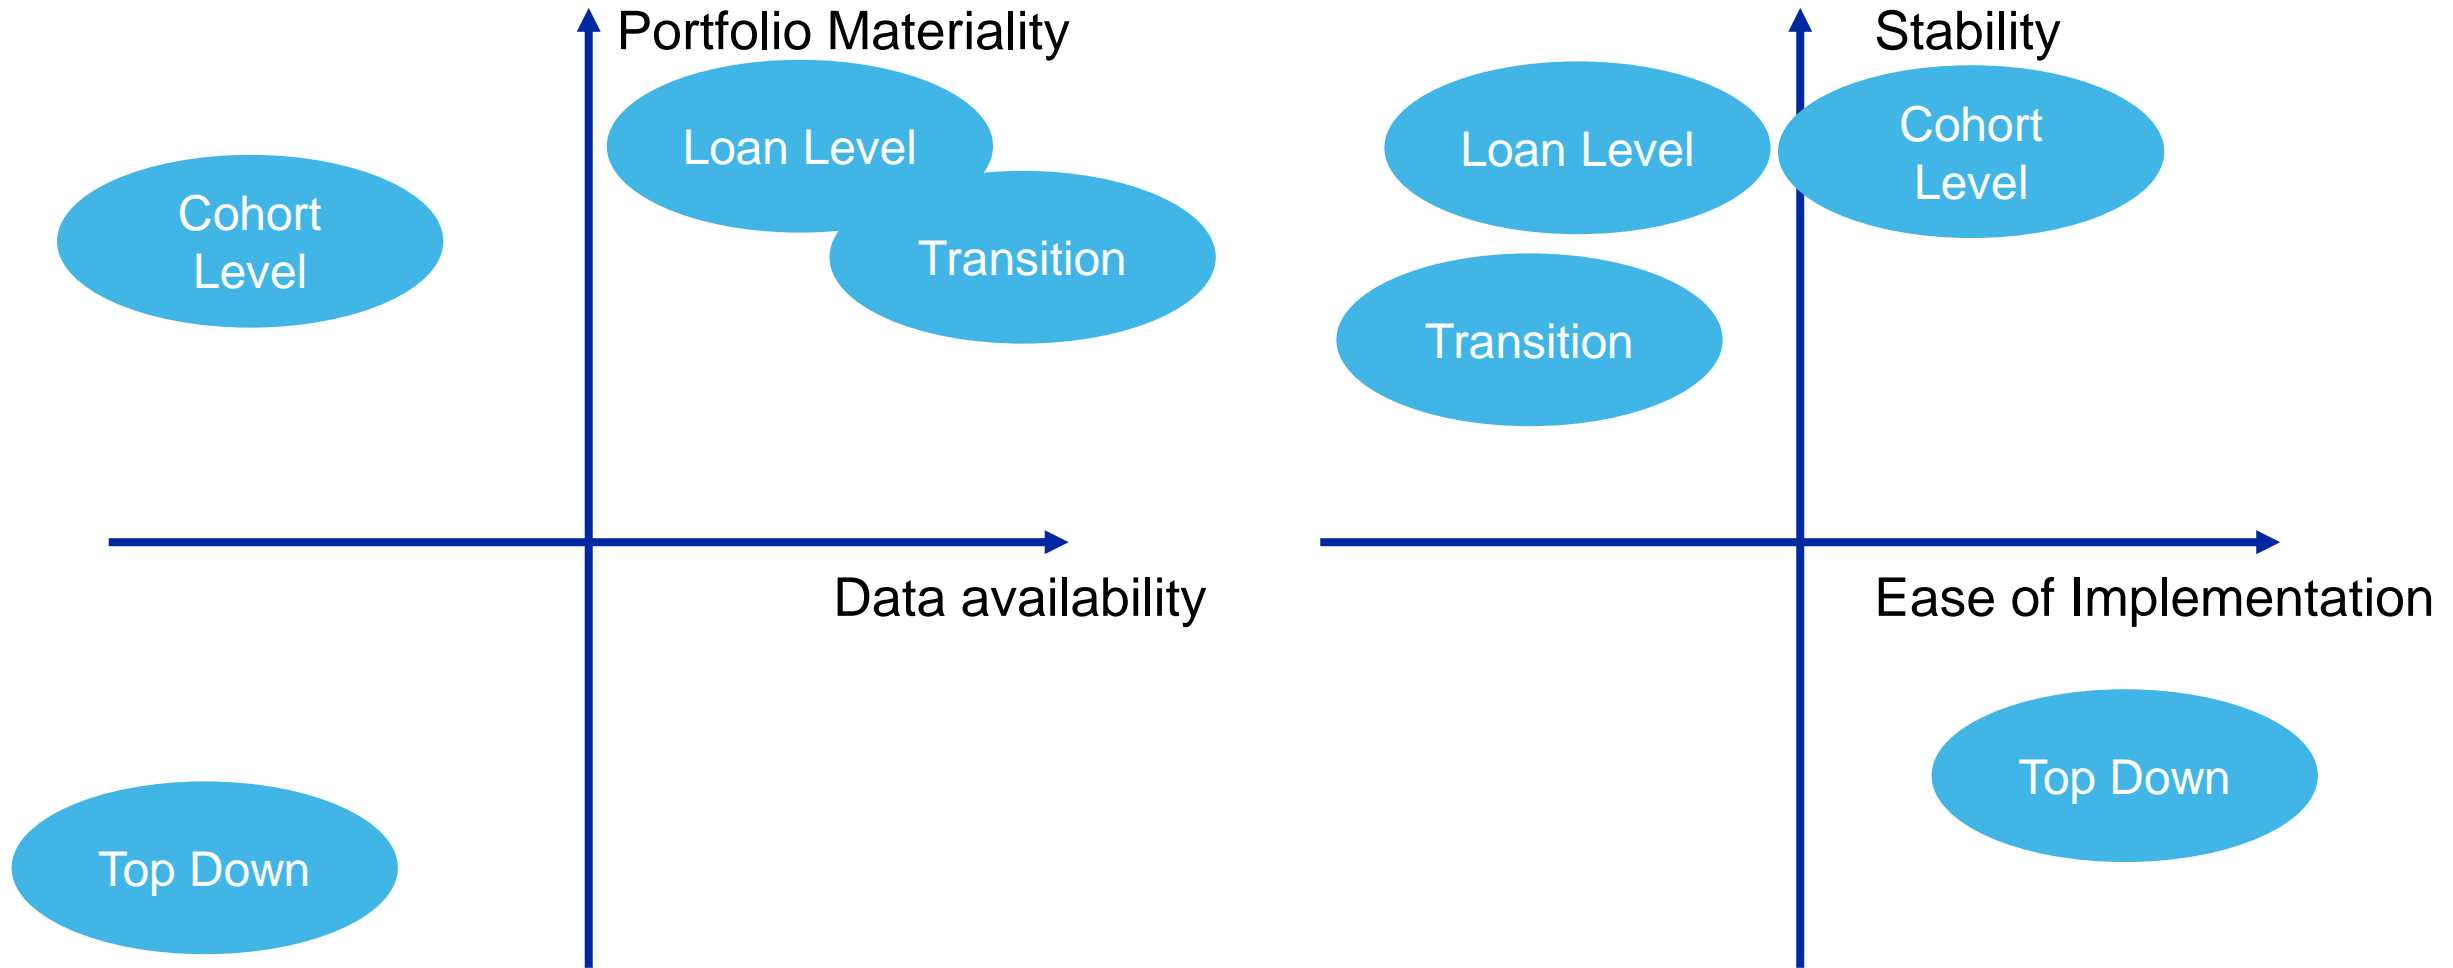 Portfolio Materiality
Loan Level
Cohort
Level
Transition
Data availability
Top Down
Stability
Loan Level
Cohort
Level
Transition
Ease of Implementation
Top Down